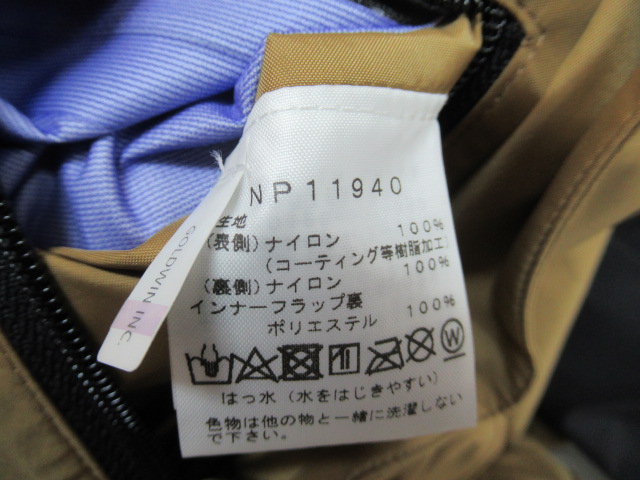 NP11940
生地
(表側)ナイロン 100%
(コーティング等樹脂加工)
(裏側)ナイロン 100%
インナーフラップ裏
ポリエステル 100%
はっ水(水をはじきやすい)
色物は他の物と一緒に洗濯しない
で下さい。
GOLDWIN INC.